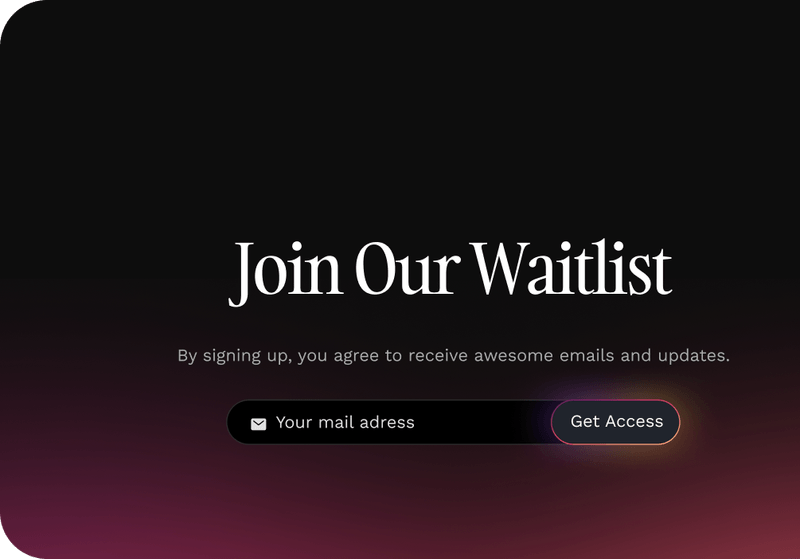 Join Our Waitlist
By signing up, you agree to receive awesome emails and updates.
Your mail adress
Get Access